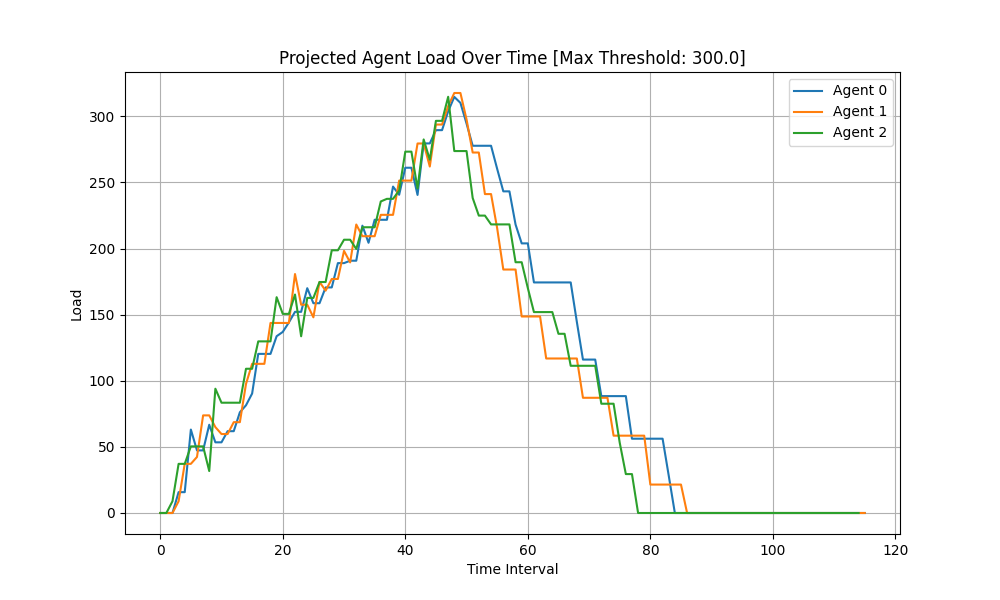 Projected Agent Load Over Time [Max Threshold: 300.0]
Agent 0
Agent 1
Agent 2
300
250
200
150
100
50
0
Load
0 20 40 60 80 100 120
Time Interval